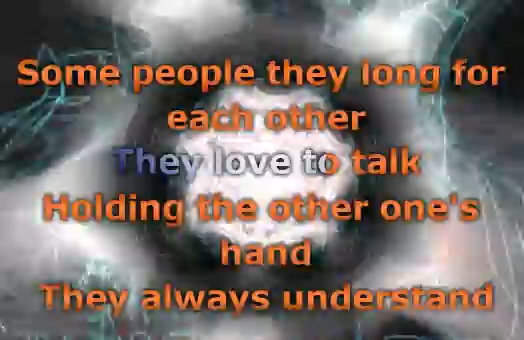 Some people they long for
each other
They love to talk
Holding the other one's
hand
They always understand